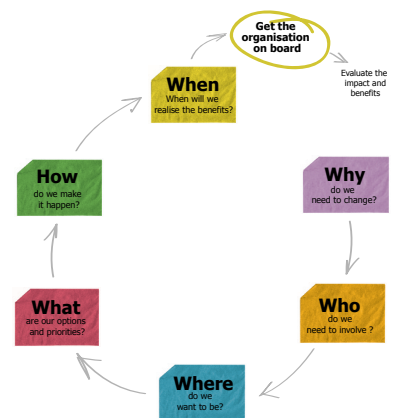 Get the
organisation
on board
Evaluate the
impact and
benefits
When
When will we
realise the benefits?
Why
do we
need to change?
Who
do we
need to involve ?
Where
do we
want to be?
What
are our options
and priorities?
How
do we make
it happen?